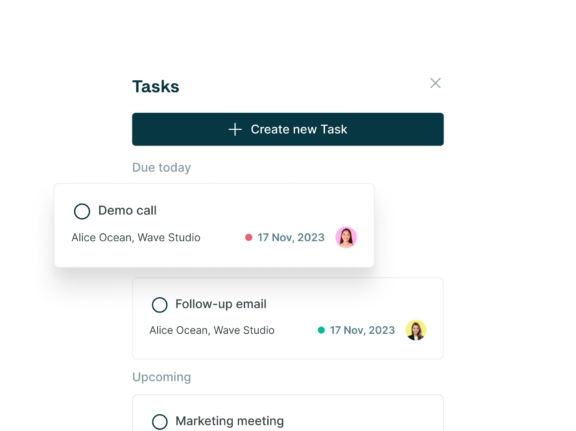 Tasks
Create new Task
Due today
Demo call
Alice Ocean, Wave Studio
17 Nov, 2023
Follow-up email
Alice Ocean, Wave Studio
17 Nov, 2023
Upcoming
Marketing meeting